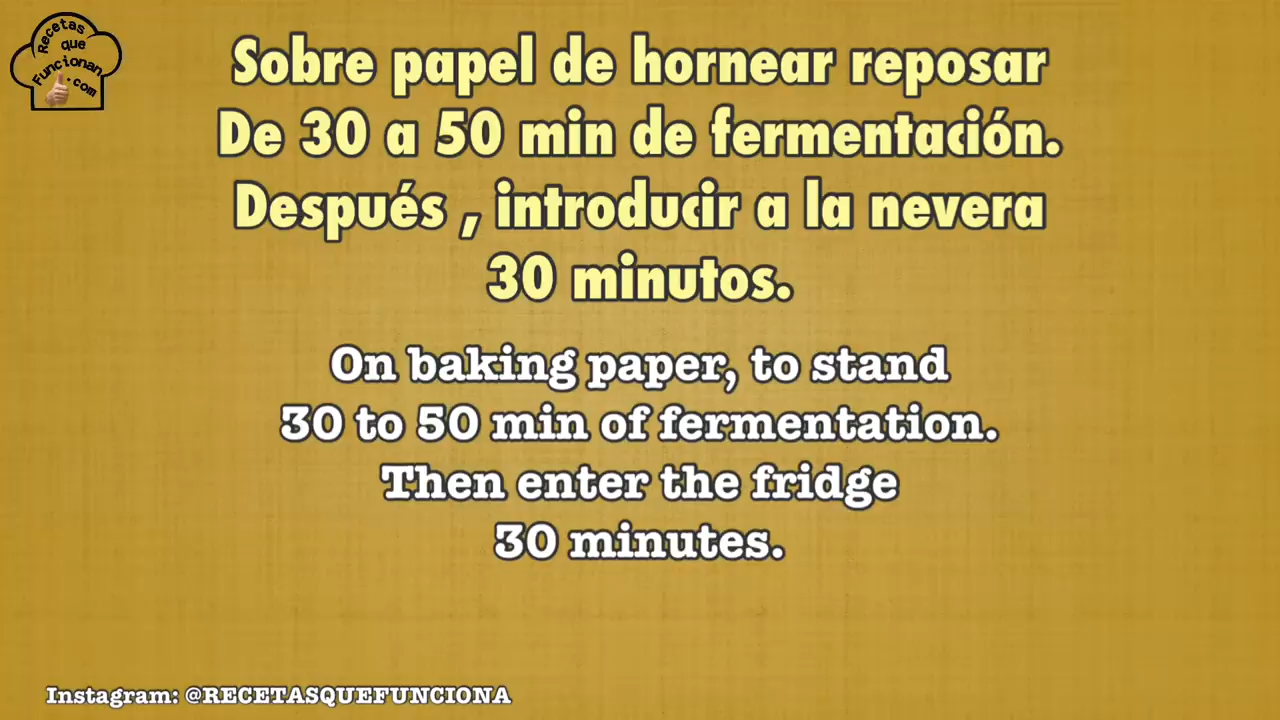 Recetas
que
Funcionan
.com
Sobre papel de hornear reposar
De 30 a 50 min de fermentación.
Después , introducir a la nevera
30 minutos.
On baking paper, to stand
30 to 50 min of fermentation.
Then enter the fridge
30 minutes.
Instagram: @RECETASQUEFUNCIONA